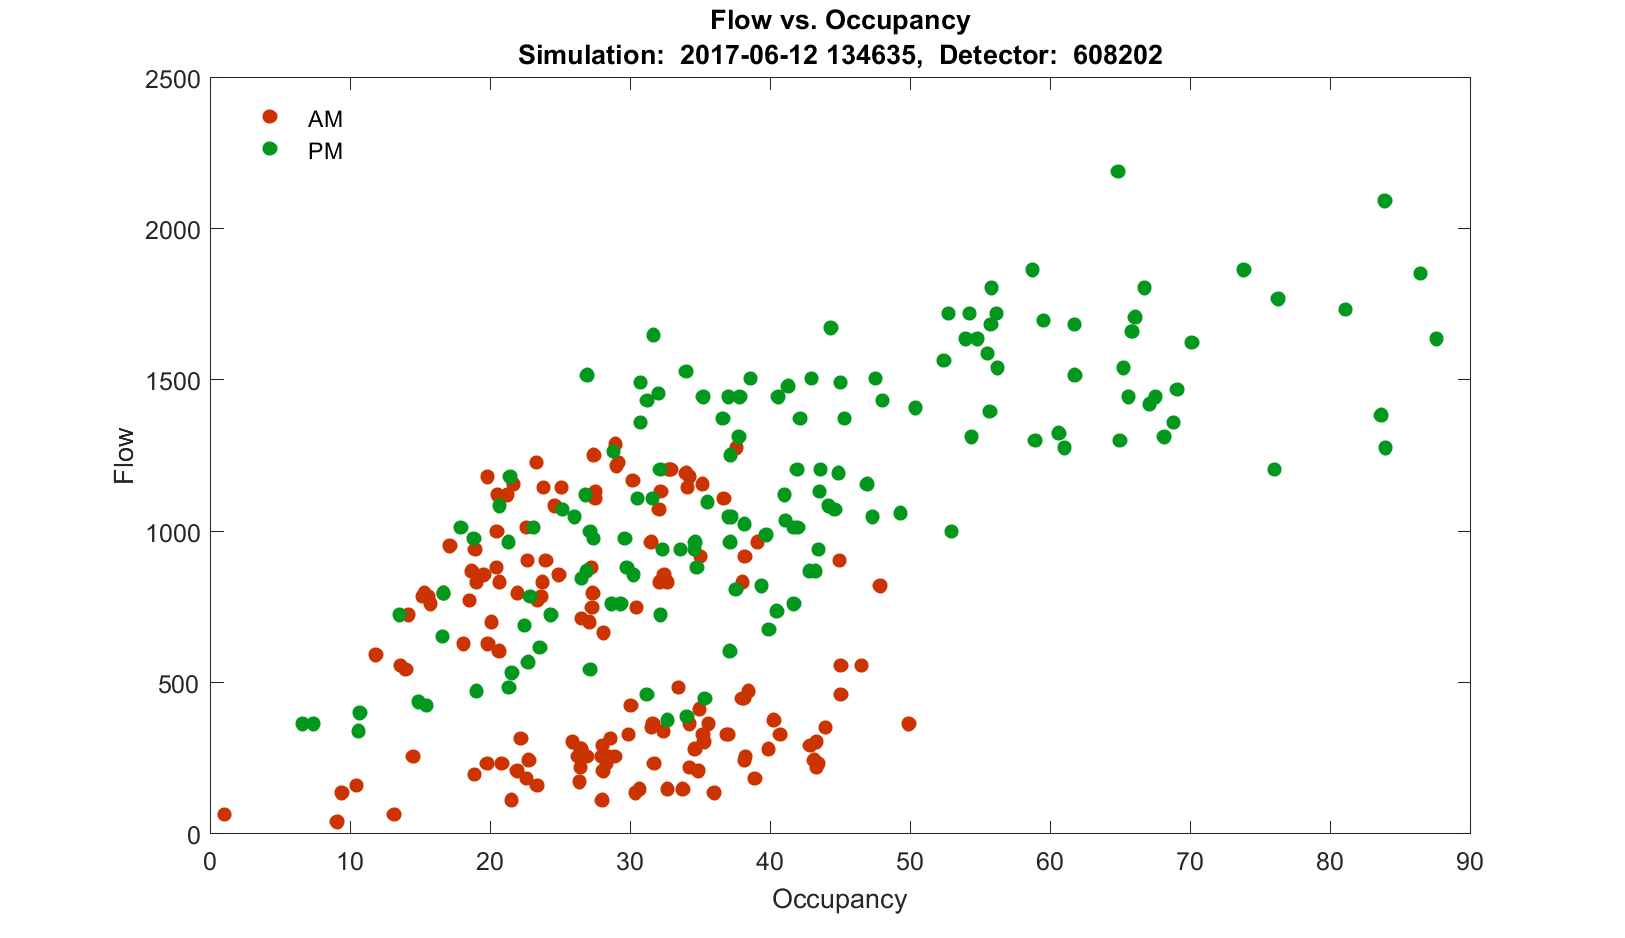 Flow vs. Occupancy
Simulation:  2017-06-12 134635,  Detector:  608202
2500
2000
1500
1000
500
0
Flow
AM
PM
0 10 20 30 40 50 60 70 80 90
Occupancy